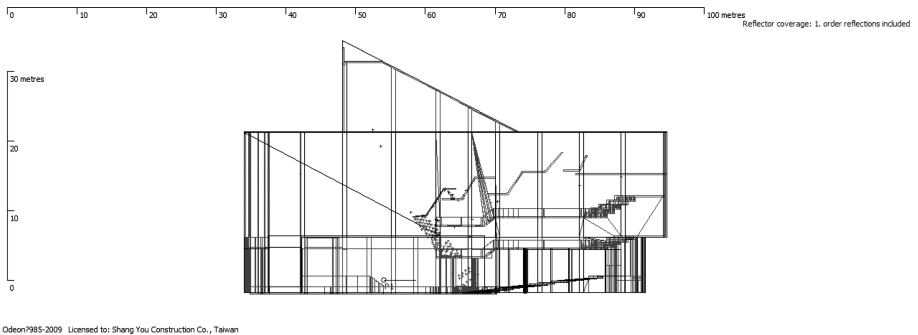 0 10 20 30 40 50 60 70 80 90 100 metres
Reflector coverage: 1. order reflections included
30 metres
20
10
0
P1
Odeon?985-2009 Licensed to: Shang You Construction Co., Taiwan